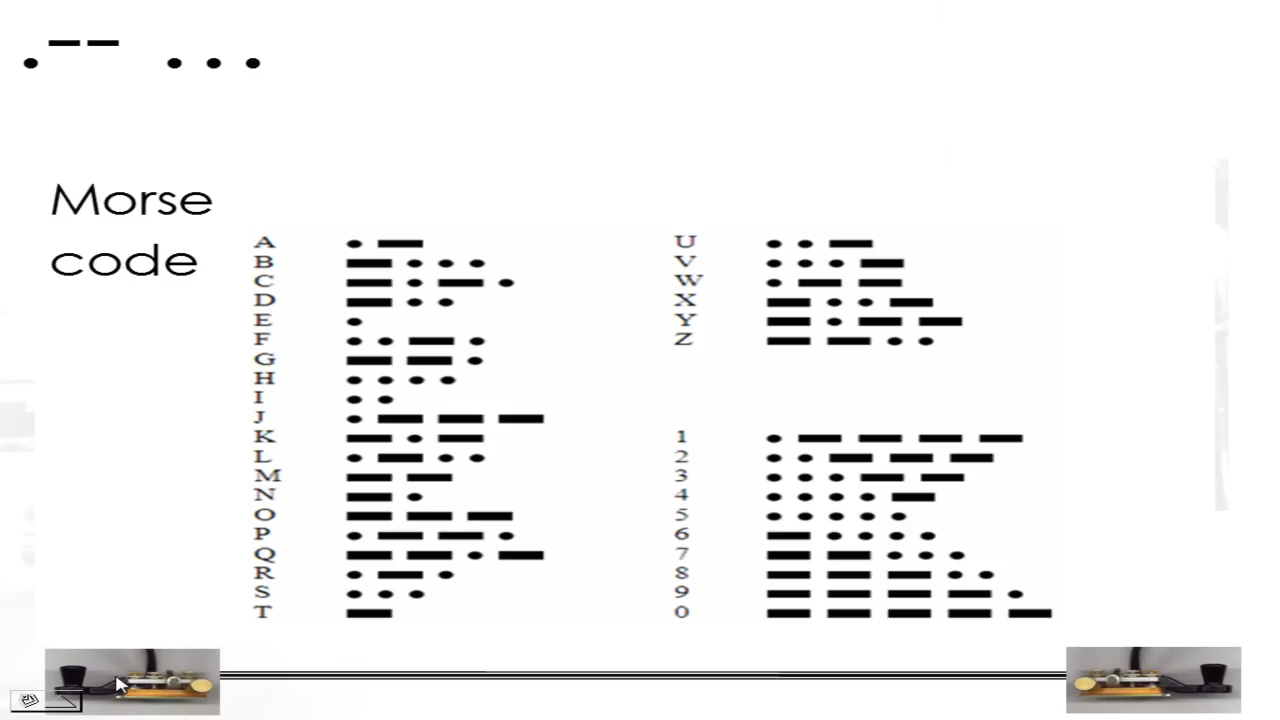 .¯¯ ...
Morse
code
A • ▬
B ▬ • • •
C ▬ • ▬ •
D ▬ • •
E •
F • • ▬ •
G ▬ ▬ •
H • • • •
I • •
J • ▬ ▬ ▬
K ▬ • ▬
L • ▬ • •
M ▬ ▬
N ▬ •
O ▬ ▬ ▬
P • ▬ ▬ •
Q ▬ ▬ • ▬
R • ▬ •
S • • •
T ▬
U • • ▬
V • • • ▬
W • ▬ ▬
X ▬ • • ▬
Y ▬ • ▬ ▬
Z ▬ ▬ • •
1 • ▬ ▬ ▬ ▬
2 • • ▬ ▬ ▬
3 • • • ▬ ▬
4 • • • • ▬
5 • • • • •
6 ▬ • • • •
7 ▬ ▬ • • •
8 ▬ ▬ ▬ • •
9 ▬ ▬ ▬ ▬ •
0 ▬ ▬ ▬ ▬ ▬